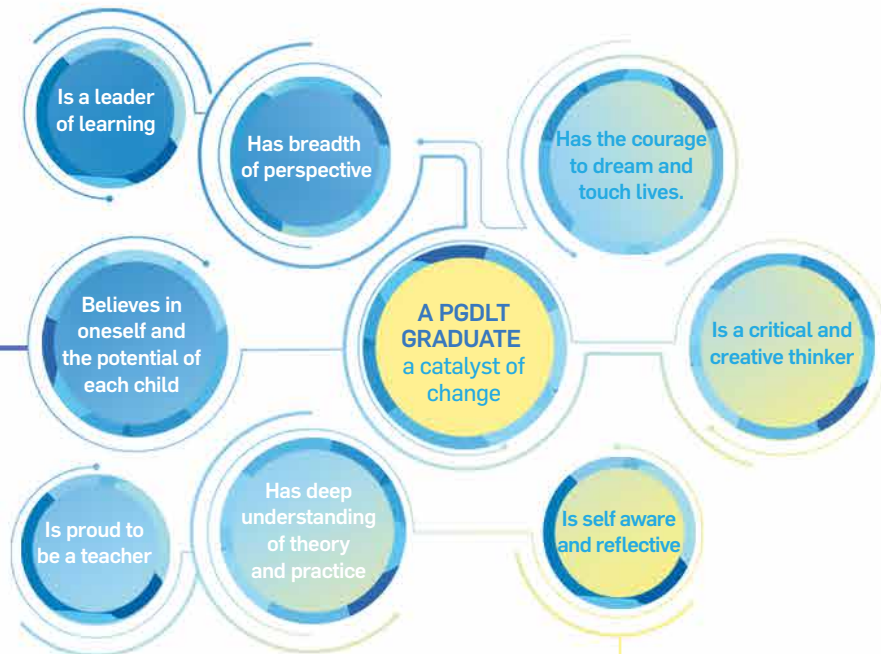 Is a leader
of learning
Has breadth
of perspective
Has the courage
to dream and
touch lives.
Believes in
oneself and
the potential of
each child
A PGDLT
GRADUATE
a catalyst of
change
Is a critical and
creative thinker
Is proud to
be a teacher
Has deep
understanding
of theory
and practice
Is self aware
and reflective